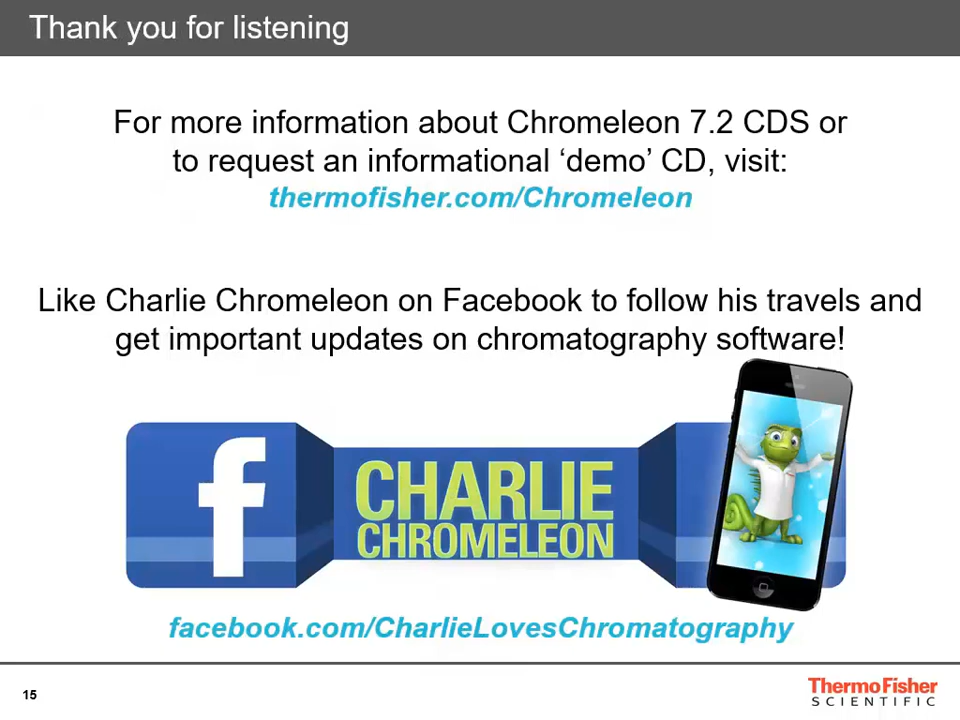 Thank you for listening
For more information about Chromeleon 7.2 CDS or
to request an informational ‘demo’ CD, visit:
thermofisher.com/Chromeleon
Like Charlie Chromeleon on Facebook to follow his travels and
get important updates on chromatography software!
f
CHARLIE
CHROMELEON
facebook.com/CharlieLovesChromatography
15
ThermoFisher
SCIENTIFIC